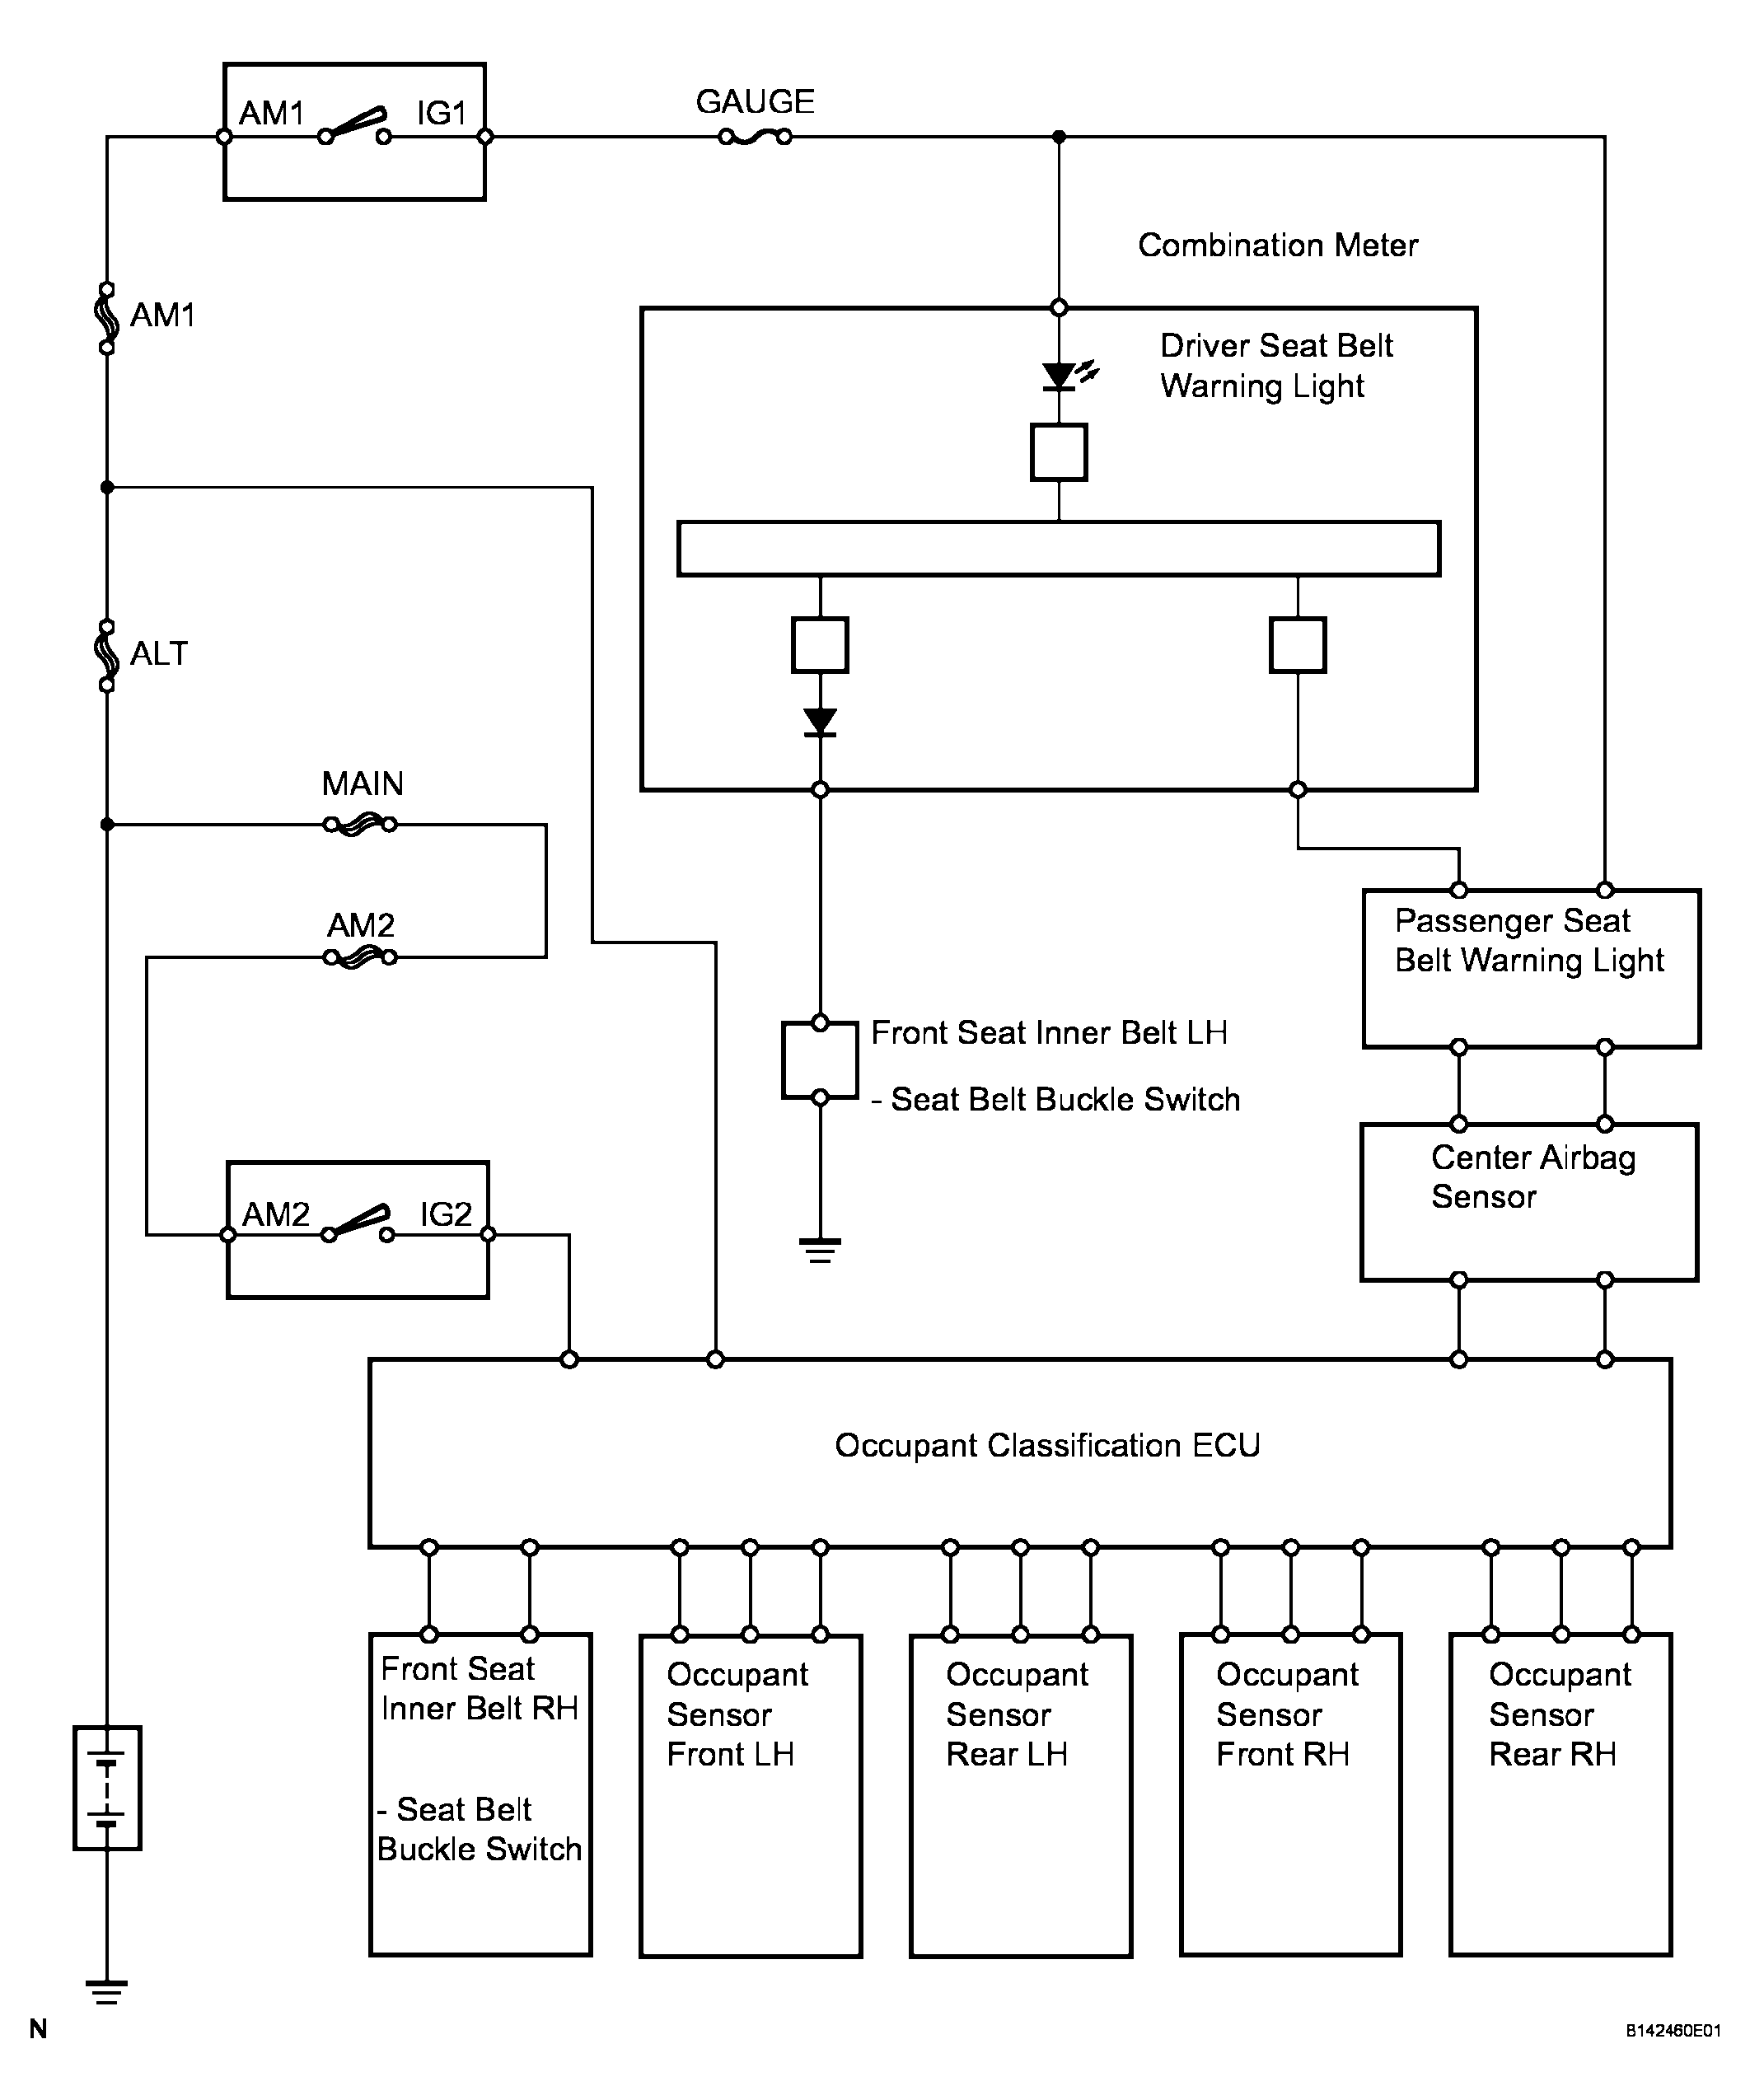 GAUGE
AM1 IG1
Combination Meter
AM1
Driver Seat Belt
Warning Light
ALT
MAIN
AM2
Passenger Seat
Belt Warning Light
Front Seat Inner Belt LH
- Seat Belt Buckle Switch
Center Airbag
Sensor
AM2 IG2
Occupant Classification ECU
Front Seat
Inner Belt RH
- Seat Belt
Buckle Switch
Occupant
Sensor
Front LH
Occupant
Sensor
Rear LH
Occupant
Sensor
Front RH
Occupant
Sensor
Rear RH
N
B142460E01